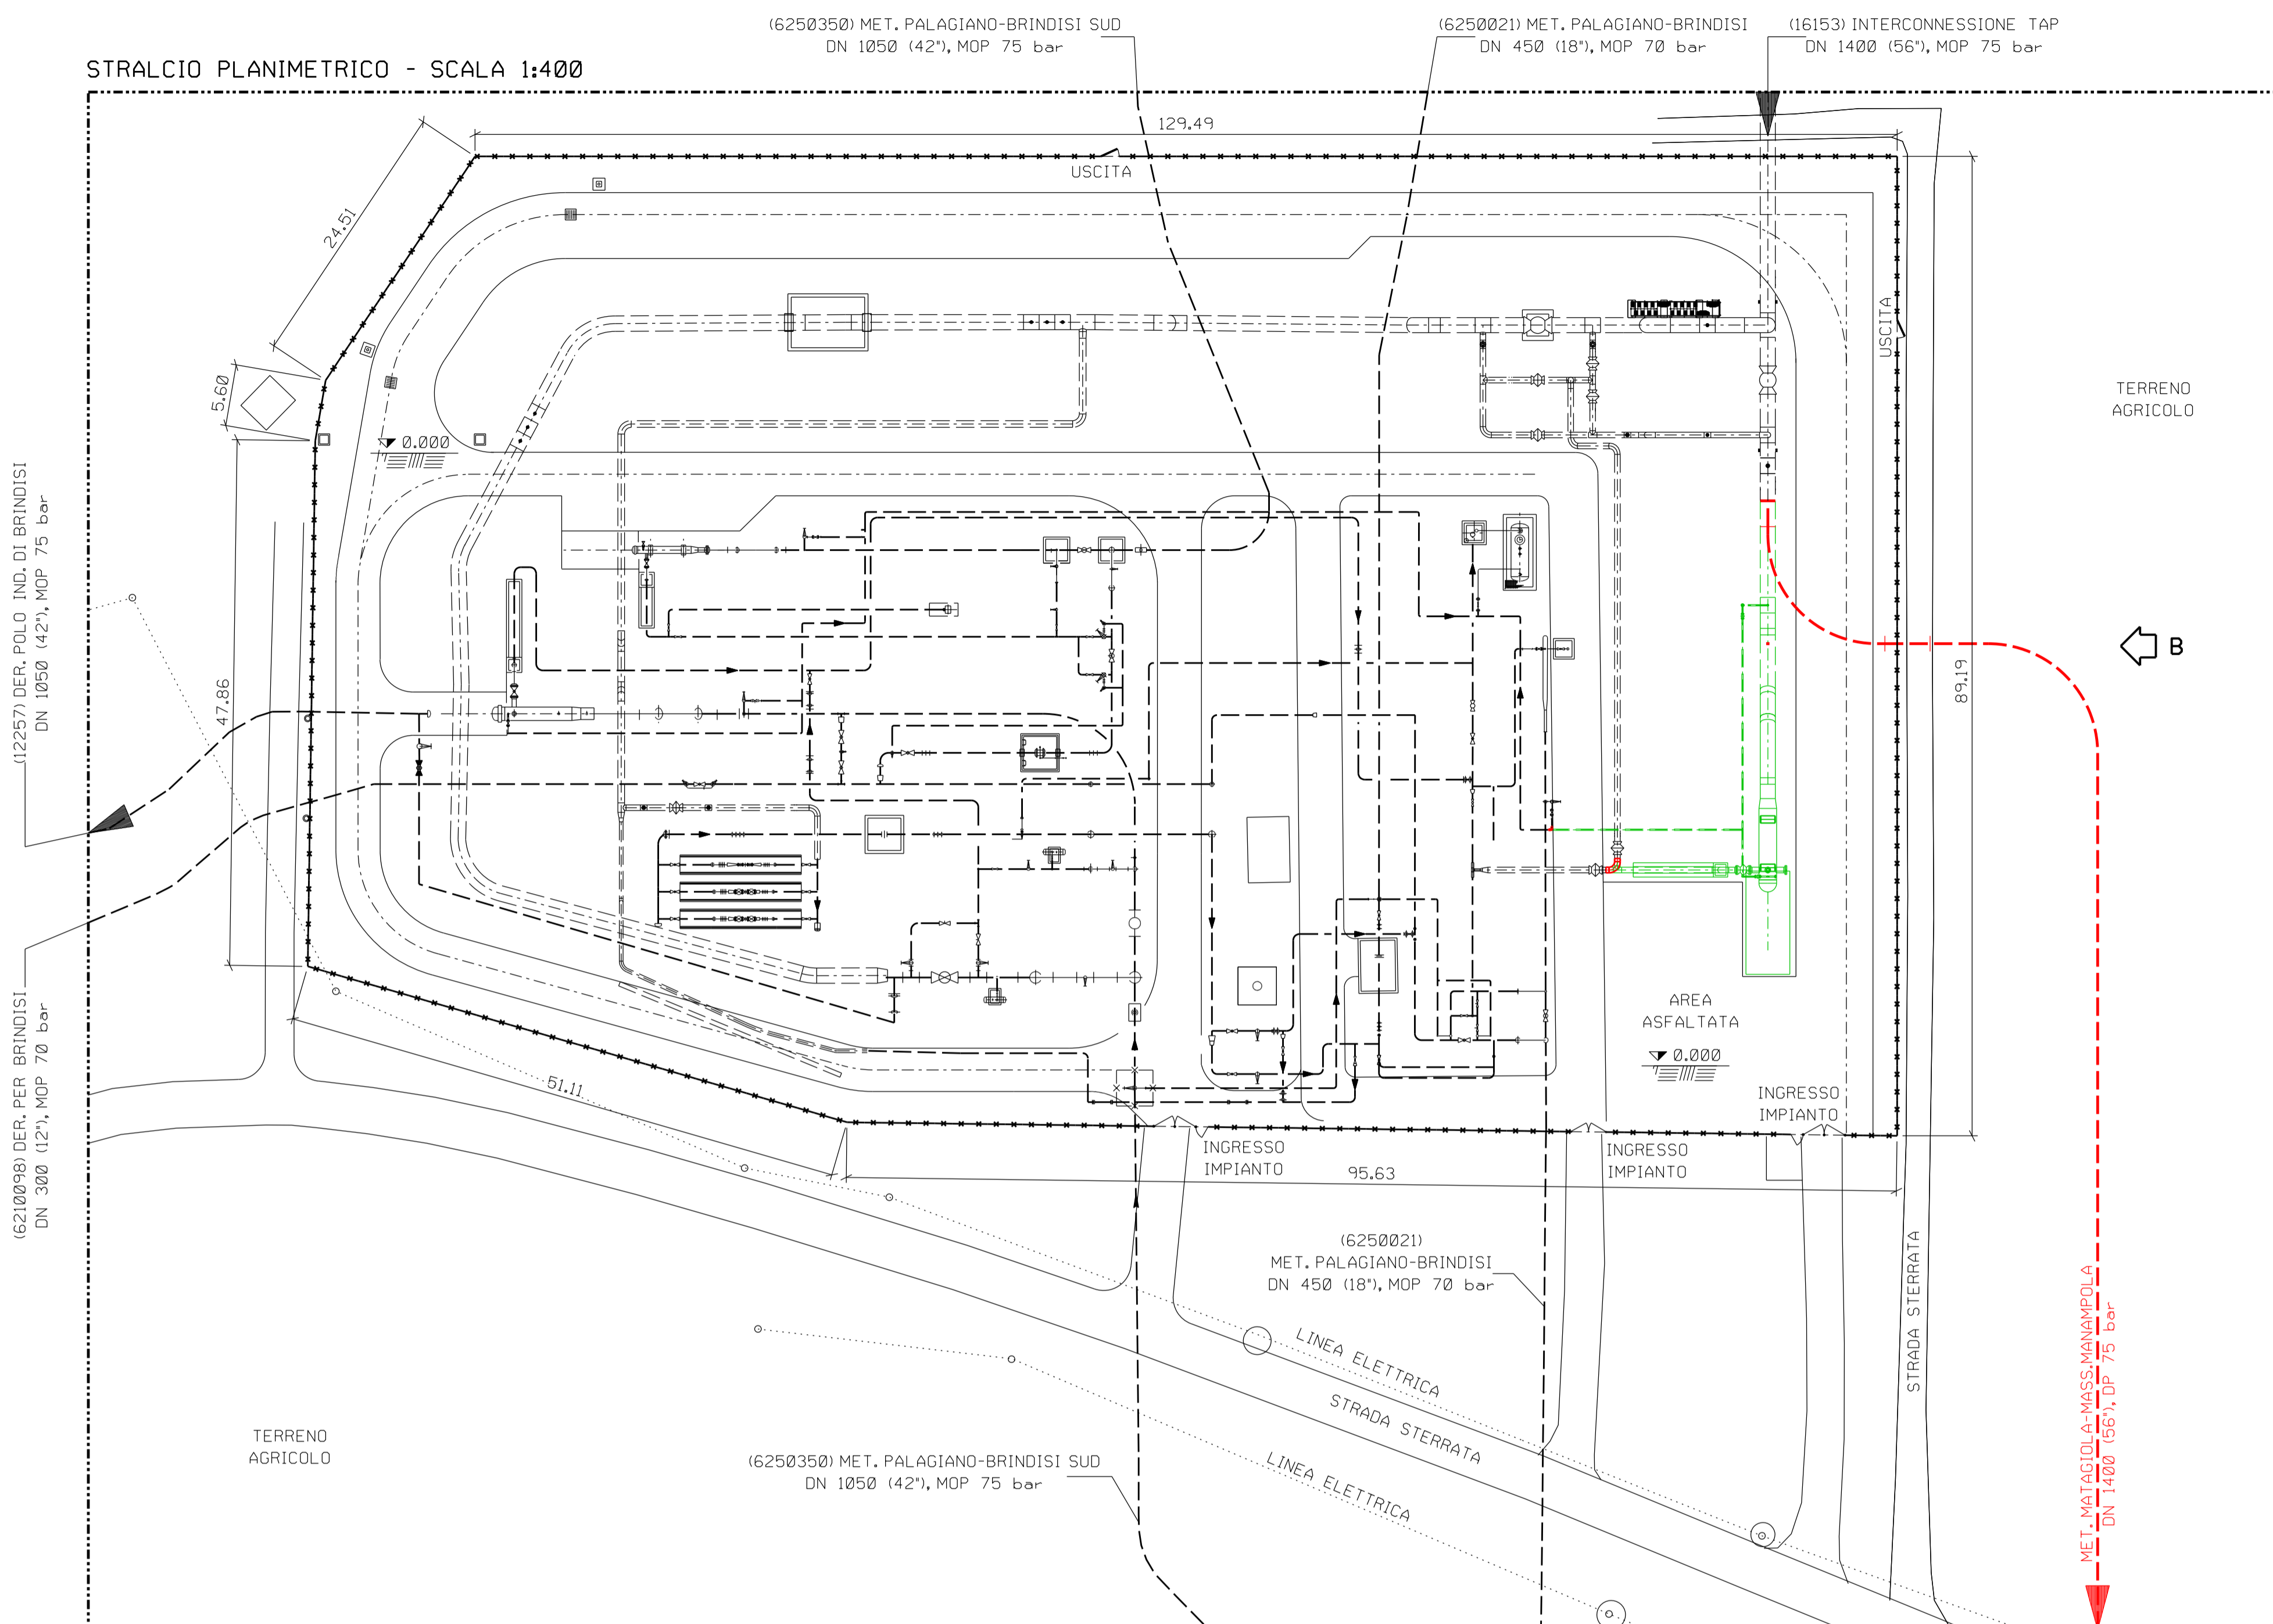 (6250350) MET. PALAGIANO-BRINDISI SUD
DN 1050 (42"), MOP 75 bar
(6250021) MET. PALAGIANO-BRINDISI
DN 450 (18"), MOP 70 bar
(16153) INTERCONNESSIONE TAP
DN 1400 (56"), MOP 75 bar
STRALCIO PLANIMETRICO - SCALA 1:400
129.49
USCITA
24.51
USCITA
5.60
0.000
TERRENO
AGRICOLO
(12257) DER. POLO IND. DI BRINDISI
DN 1050 (42"), MOP 75 bar
47.86
B
89.19
(6210098) DER. PER BRINDISI
DN 300 (12"), MOP 70 bar
AREA
ASFALTATA
0.000
51.11
INGRESSO
IMPIANTO
INGRESSO
IMPIANTO
INGRESSO
IMPIANTO
95.63
(6250021)
MET. PALAGIANO-BRINDISI
DN 450 (18"), MOP 70 bar
STRADA STERRATA
MET. MATAGIOLA-MASS.MANAMPOLA
DN 1400 (56"), DP 75 bar
LINEA ELETTRICA
STRADA STERRATA
LINEA ELETTRICA
TERRENO
AGRICOLO
(6250350) MET. PALAGIANO-BRINDISI SUD
DN 1050 (42"), MOP 75 bar